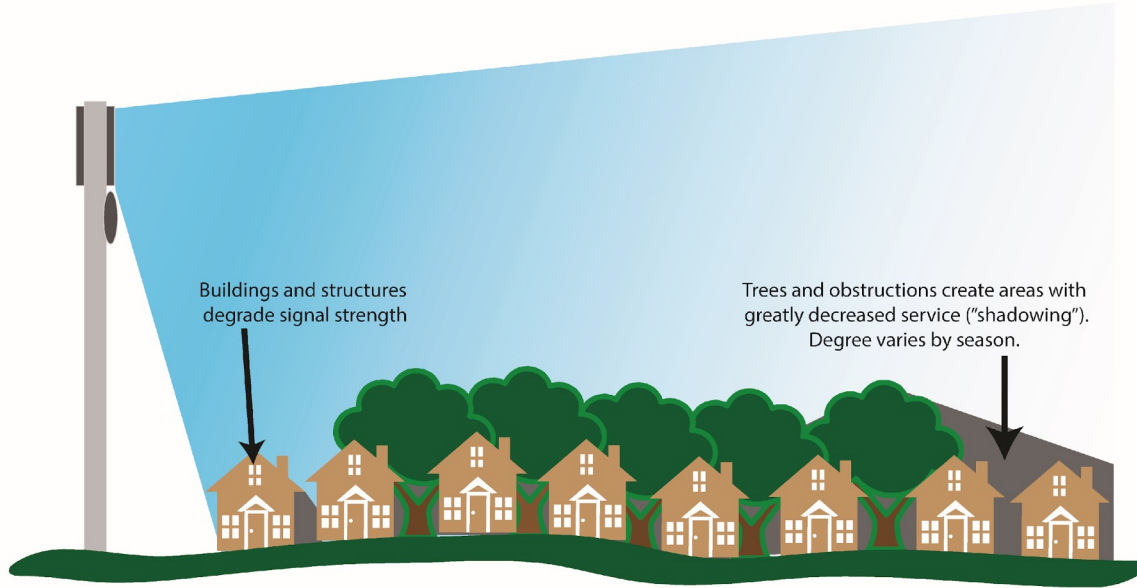 Buildings and structures
degrade signal strength
Trees and obstructions create areas with
greatly decreased service ("shadowing").
Degree varies by season.